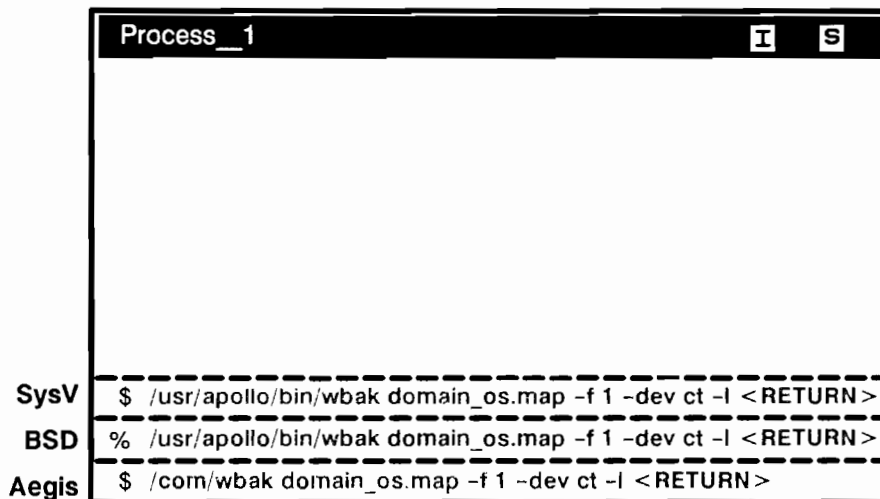 Process__1 I S
SysV $ /usr/apollo/bin/wbak domain_os.map -f 1 -dev ct -l <RETURN>
BSD % /usr/apollo/bin/wbak domain_os.map -f 1 -dev ct -l <RETURN>
Aegis $ /com/wbak domain_os.map -f 1 -dev ct -l <RETURN>